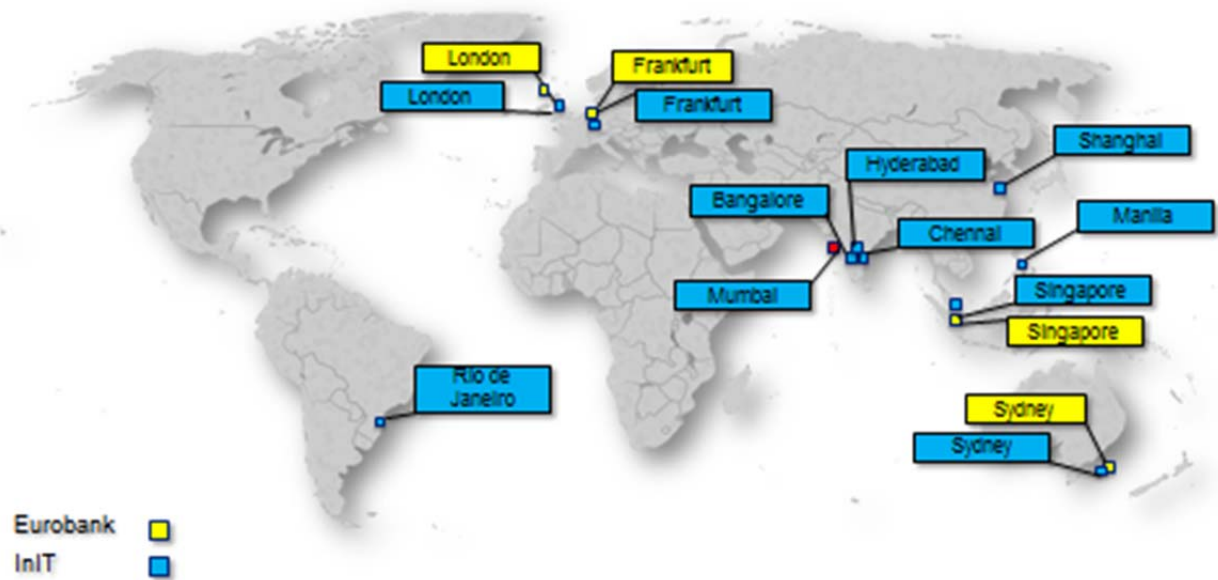 London
Frankfurt
London
Frankfurt
Shanghai
Hyderabad
Bangalore
Manila
Chennai
Mumbai
Singapore
Singapore
Rio de
Janeiro
Sydney
Sydney
Eurobank
InIT